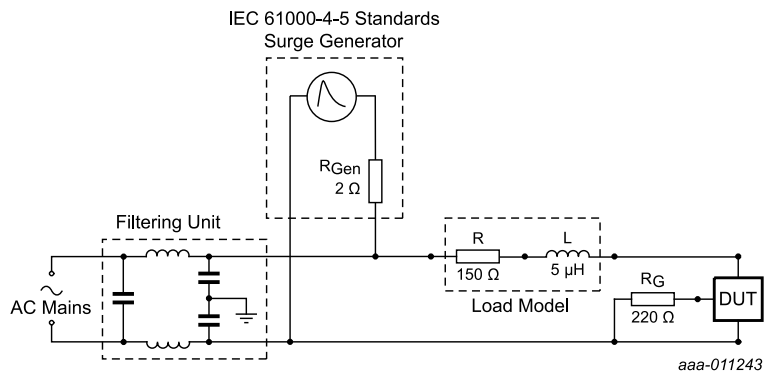 IEC 61000-4-5 Standards
Surge Generator
RGen
2 Ω
Filtering Unit
AC Mains
R
150 Ω
L
5 μH
Load Model
RG
220 Ω
DUT
aaa-011243